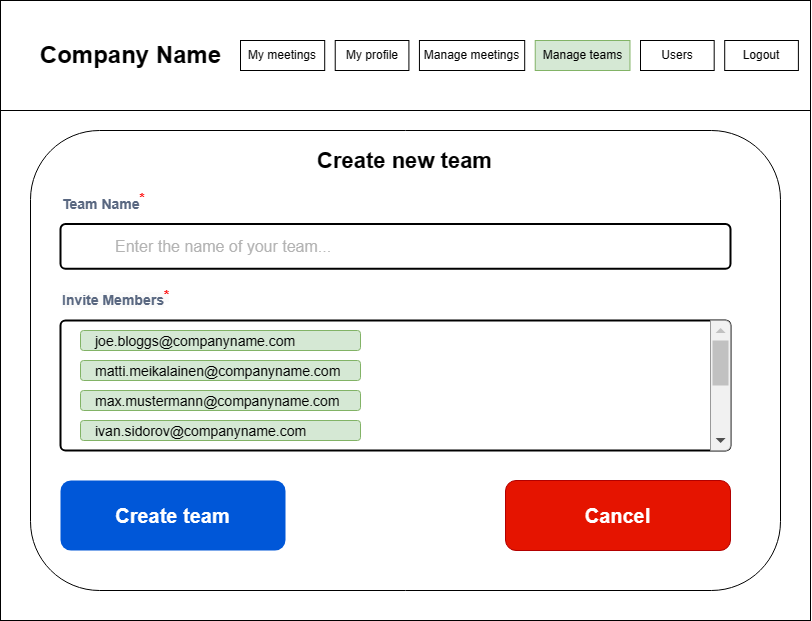 Company Name
My meetings
My profile
Manage meetings
Manage teams
Users
Logout
Create new team
Team Name*
Enter the name of your team...
Invite Members*
joe.bloggs@companyname.com
matti.meikalainen@companyname.com
max.mustermann@companyname.com
ivan.sidorov@companyname.com
Create team
Cancel